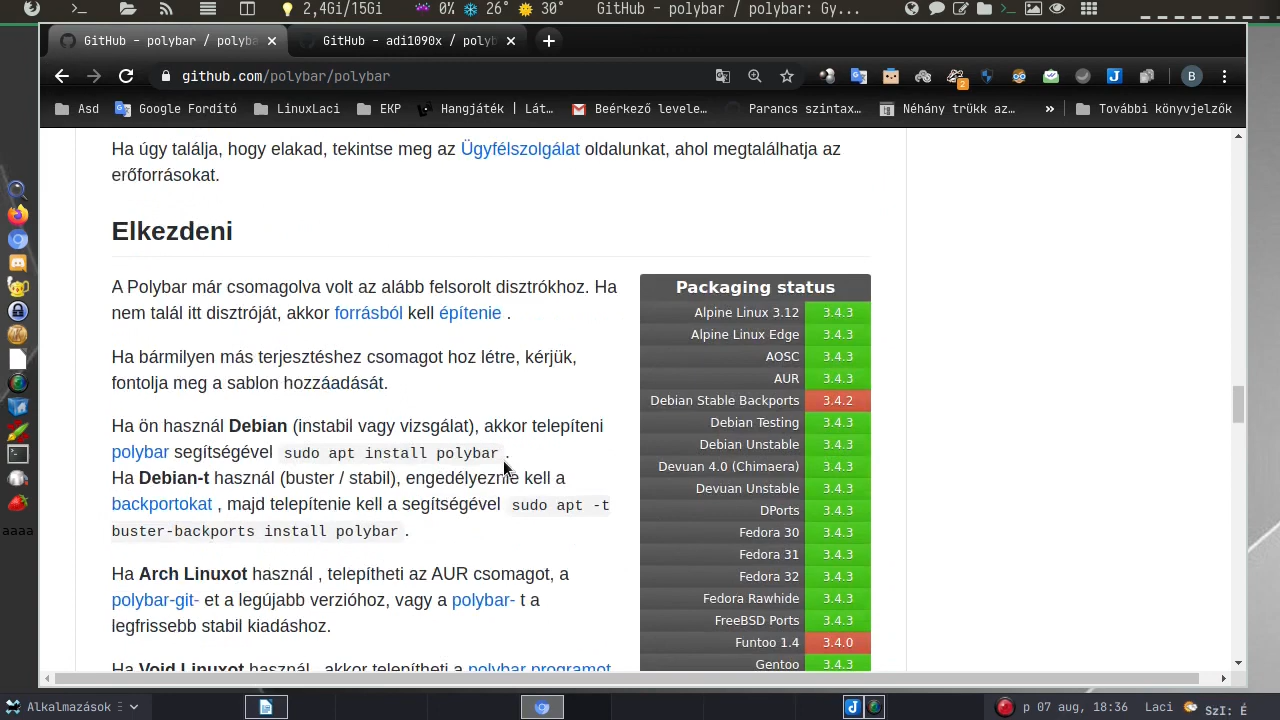 2,4Gi/15Gi
0%
26°
30°
GitHub - polybar / polybar: Gy...
GitHub - polybar / polyba
GitHub - adi1090x / polyb
github.com/polybar/polybar
2
B
Asd
Google Fordító
LinuxLaci
EKP
Hangjáték | Lát…
Beérkező levele…
Parancs szintax…
Néhány trükk az…
»
További könyvjelzők
Ha úgy találja, hogy elakad, tekintse meg az Ügyfélszolgálat oldalunkat, ahol megtalálhatja az
erőforrásokat.
Elkezdeni
A Polybar már csomagolva volt az alább felsorolt disztrókhoz. Ha
nem talál itt disztróját, akkor forrásból kell építenie .
Ha bármilyen más terjesztéshez csomagot hoz létre, kérjük,
fontolja meg a sablon hozzáadását.
Ha ön használ Debian (instabil vagy vizsgálat), akkor telepíteni
polybar segítségével sudo apt install polybar .
Ha Debian-t használ (buster / stabil), engedélyeznie kell a
backportokat , majd telepítenie kell a segítségével sudo apt -t
buster-backports install polybar .
Ha Arch Linuxot használ , telepítheti az AUR csomagot, a
polybar-git- et a legújabb verzióhoz, vagy a polybar- t a
legfrissebb stabil kiadáshoz.
Ha Void Linuxot használ , akkor telepítheti a polybar programot
Packaging status
Alpine Linux 3.12 3.4.3
Alpine Linux Edge 3.4.3
AOSC 3.4.3
AUR 3.4.3
Debian Stable Backports 3.4.2
Debian Testing 3.4.3
Debian Unstable 3.4.3
Devuan 4.0 (Chimaera) 3.4.3
Devuan Unstable 3.4.3
DPorts 3.4.3
Fedora 30 3.4.3
Fedora 31 3.4.3
Fedora 32 3.4.3
Fedora Rawhide 3.4.3
FreeBSD Ports 3.4.3
Funtoo 1.4 3.4.0
Gentoo 3.4.3
aaaa
Alkalmazások
p 07 aug, 18:36
Laci
SzI: É